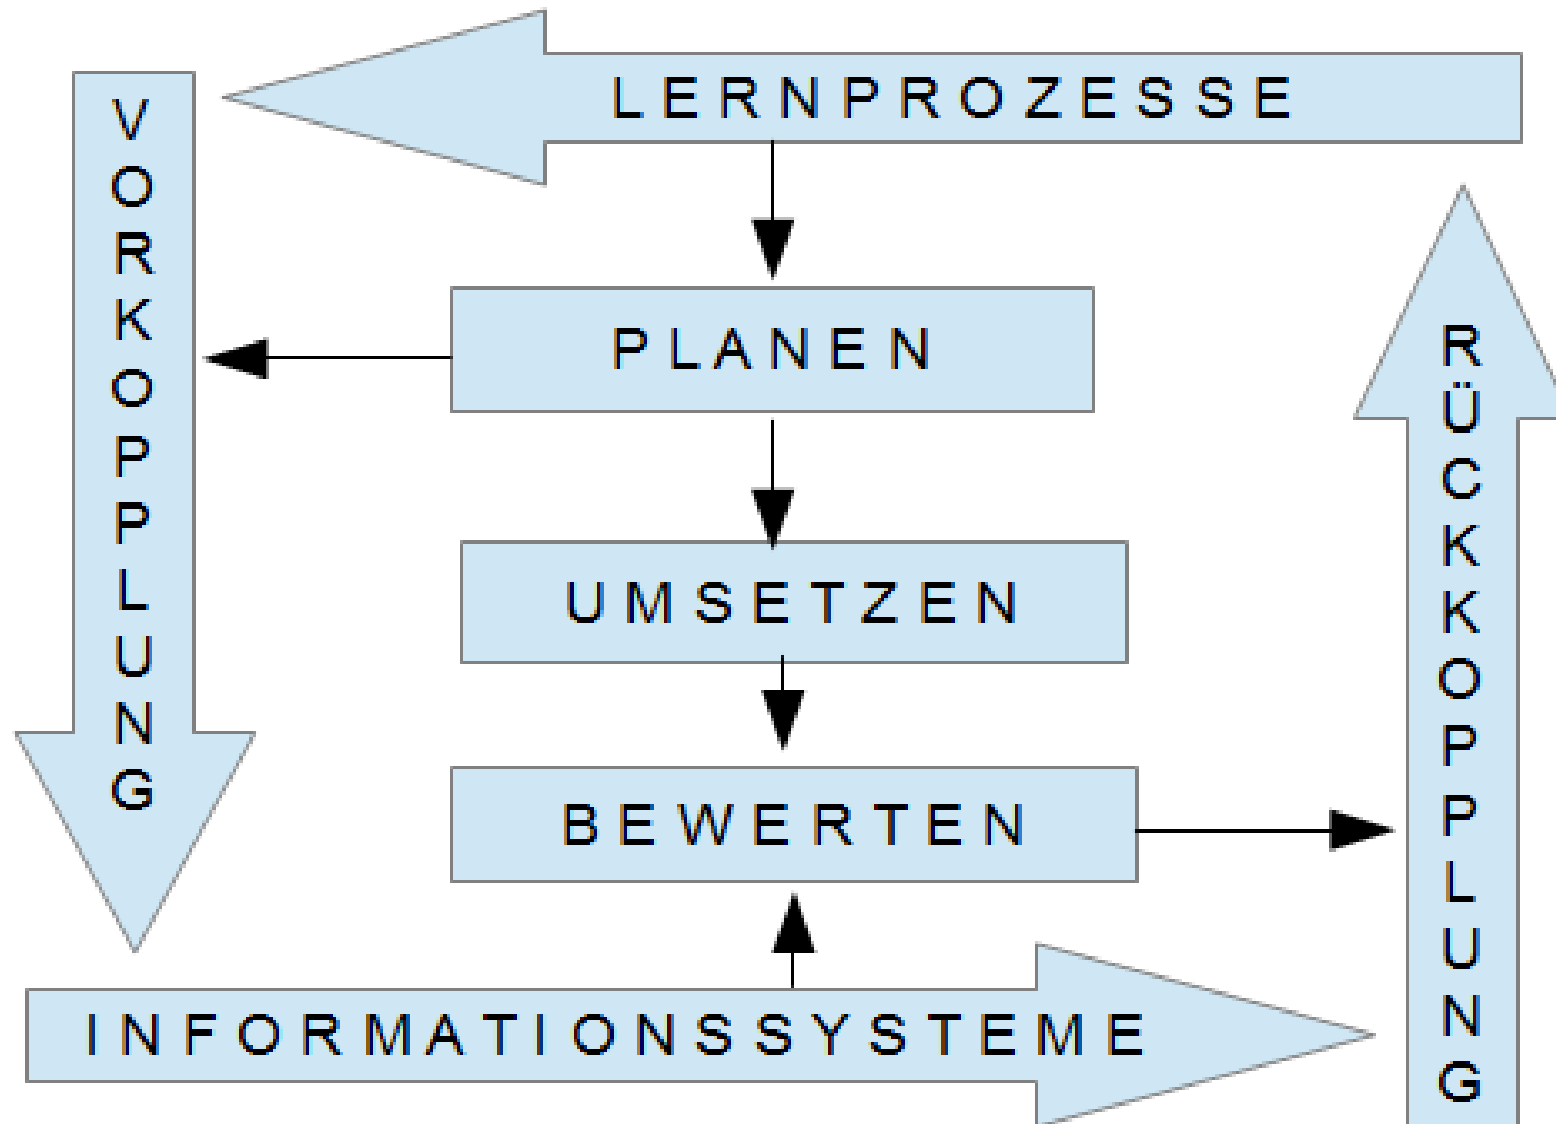 LERNPROZESSE
VORKOPPLUNG
PLANEN
RÜCKKOPPLUNG
UMSETZEN
BEWERTEN
INFORMATIONSSYSTEME